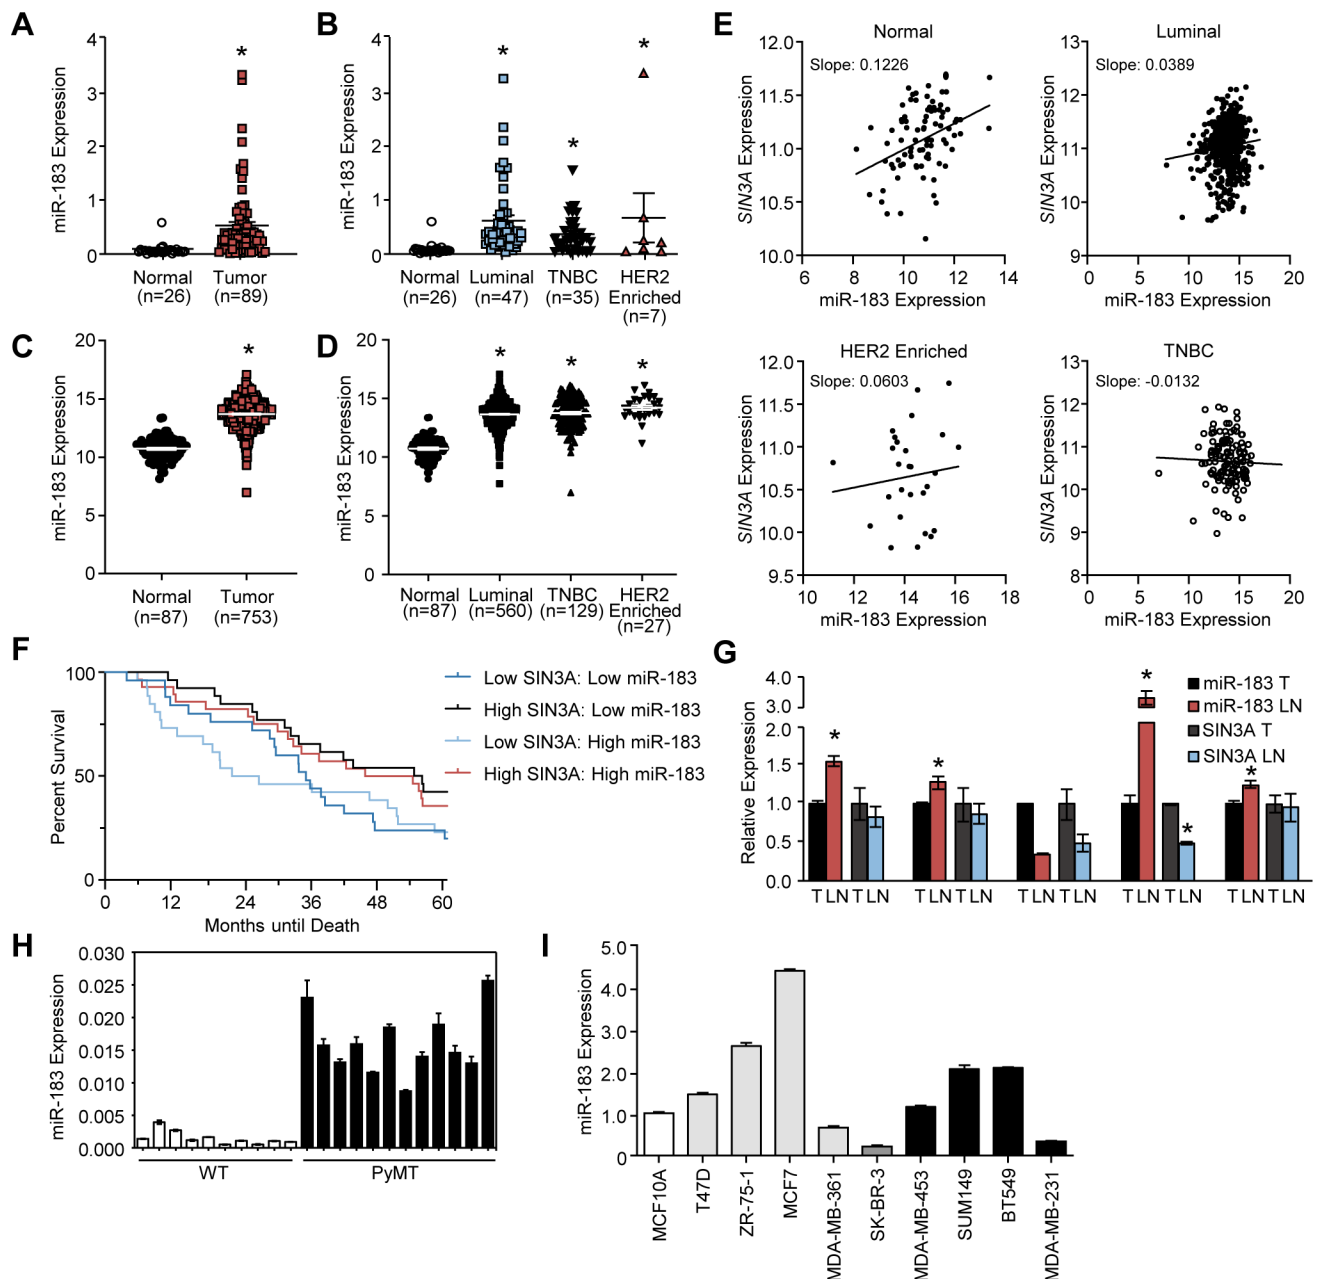 A
miR-183 Expression
4
3
2
1
0
*
Normal
(n=26)
Tumor
(n=89)
B
miR-183 Expression
4
3
2
1
0
*
*
*
Normal
(n=26)
Luminal
(n=47)
TNBC
(n=35)
HER2
Enriched
(n=7)
C
miR-183 Expression
20
15
10
5
0
*
Normal
(n=87)
Tumor
(n=753)
D
miR-183 Expression
20
15
10
5
0
*
*
*
Normal
(n=87)
Luminal
(n=560)
TNBC
(n=129)
HER2
Enriched
(n=27)
E
Normal
Slope: 0.1226
SIN3A Expression
12.0
11.5
11.0
10.5
10.0
6 8 10 12 14
miR-183 Expression
Luminal
Slope: 0.0389
SIN3A Expression
13
12
11
10
9
0 5 10 15 20
miR-183 Expression
HER2 Enriched
Slope: 0.0603
SIN3A Expression
12.0
11.5
11.0
10.5
10.0
9.5
10 12 14 16 18
miR-183 Expression
TNBC
Slope: -0.0132
SIN3A Expression
13
12
11
10
9
8
0 5 10 15 20
miR-183 Expression
F
Percent Survival
100
50
0
0 12 24 36 48 60
Months until Death
Low SIN3A: Low miR-183
High SIN3A: Low miR-183
Low SIN3A: High miR-183
High SIN3A: High miR-183
G
Relative Expression
4.0
3.0
2.0
1.5
1.0
0.5
0.0
*
*
*
*
*
miR-183 T
miR-183 LN
SIN3A T
SIN3A LN
T LN T LN T LN T LN T LN T LN T LN T LN T LN T LN
H
miR-183 Expression
0.030
0.025
0.020
0.015
0.010
0.005
0.000
WT PyMT
I
miR-183 Expression
5.0
4.0
3.0
2.0
1.0
0
MCF10A
T47D
ZR-75-1
MCF7
MDA-MB-361
SK-BR-3
MDA-MB-453
SUM149
BT549
MDA-MB-231